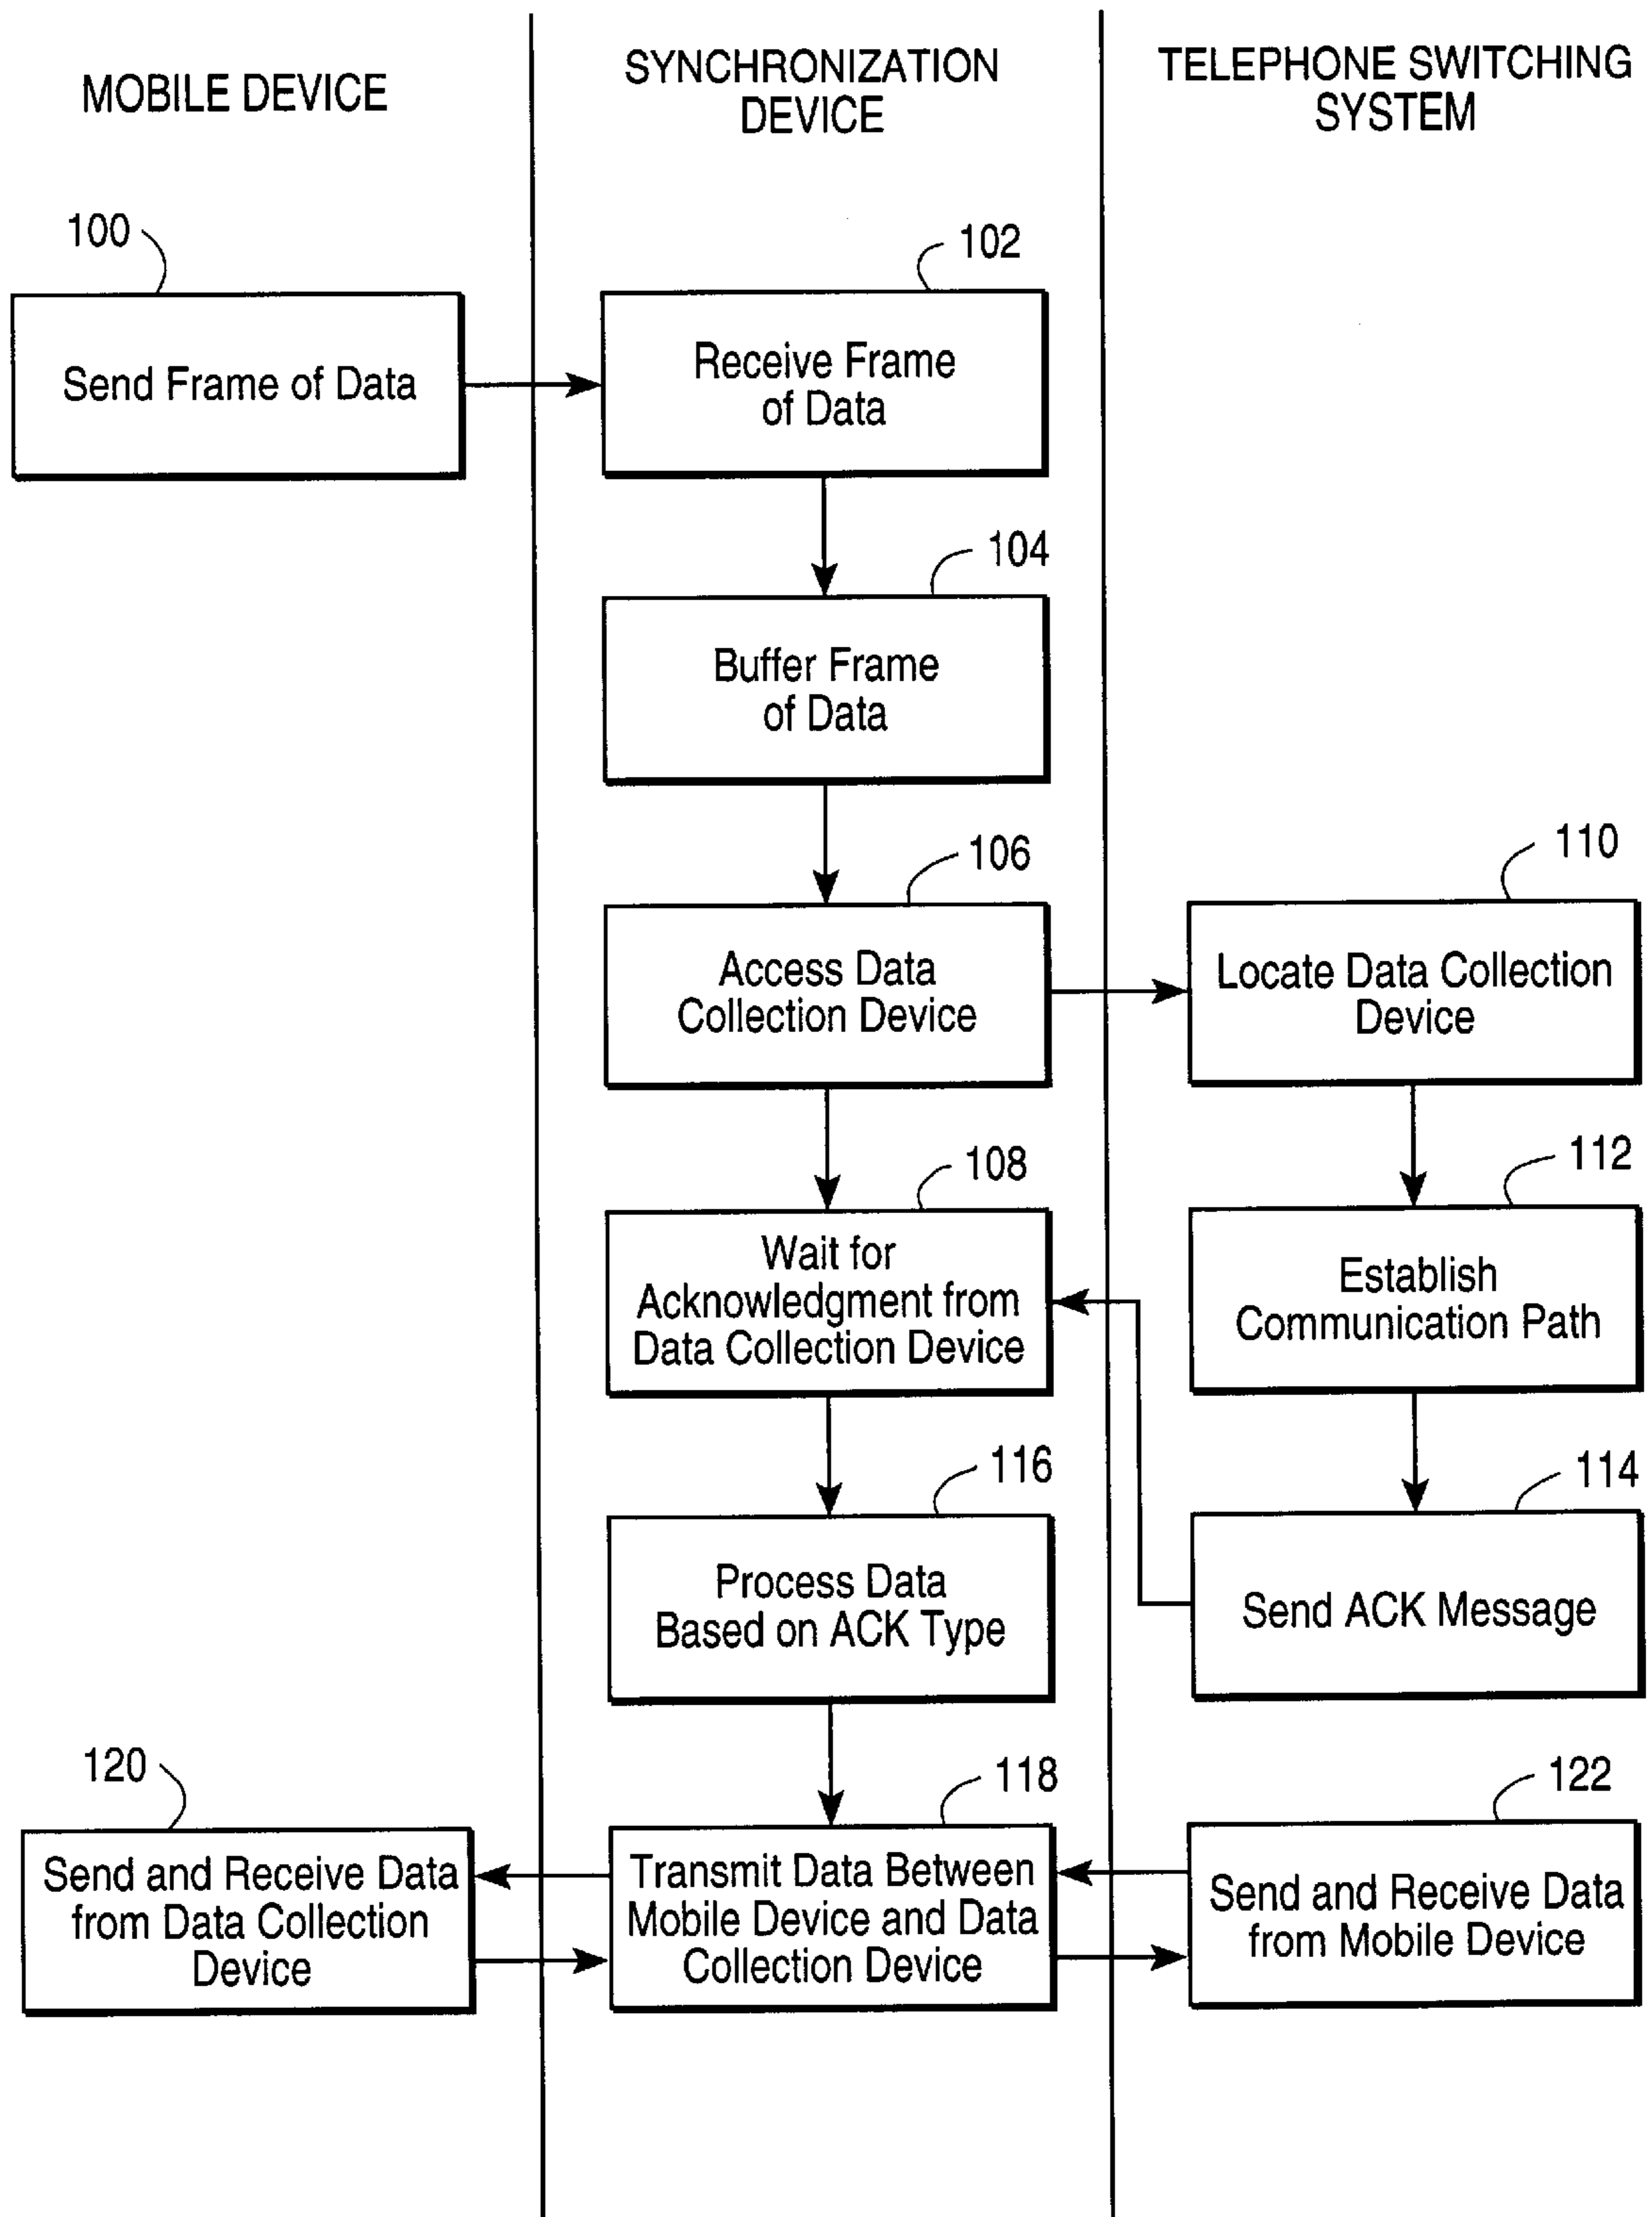 MOBILE DEVICE
SYNCHRONIZATION
DEVICE
TELEPHONE SWITCHING
SYSTEM
100
Send Frame of Data
102
Receive Frame
of Data
104
Buffer Frame
of Data
106
Access Data
Collection Device
110
Locate Data Collection
Device
108
Wait for
Acknowledgment from
Data Collection Device
112
Establish
Communication Path
116
Process Data
Based on ACK Type
114
Send ACK Message
120
Send and Receive Data
from Data Collection
Device
118
Transmit Data Between
Mobile Device and Data
Collection Device
122
Send and Receive Data
from Mobile Device